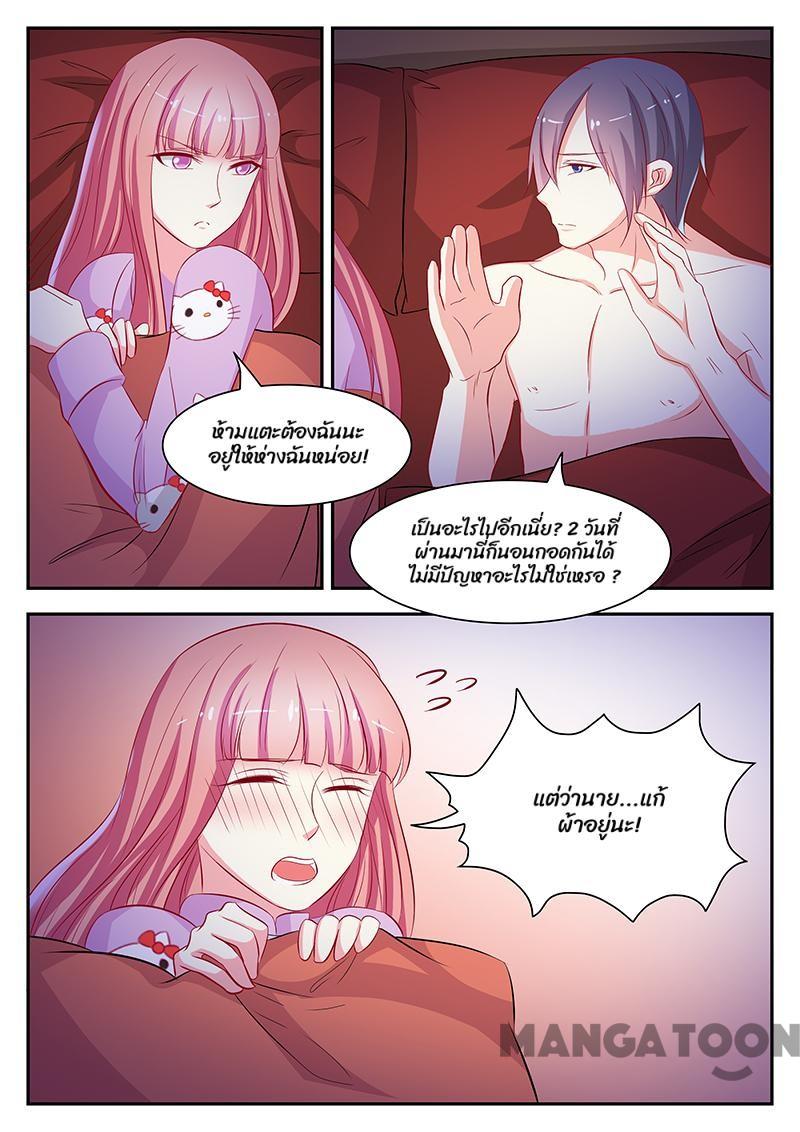 ห้ามแตะต้องฉันนะ
อยู่ให้ห่างฉันหน่อย!
เป็นอะไรไปอีกเนี่ย? 2 วันที่
ผ่านมานี่ก็นอนกอดกันได้
ไม่มีปัญหาอะไรไม่ใช่เหรอ ?
แต่ว่านาย...แก้
ผ้าอยู่นะ!
MANGATOON